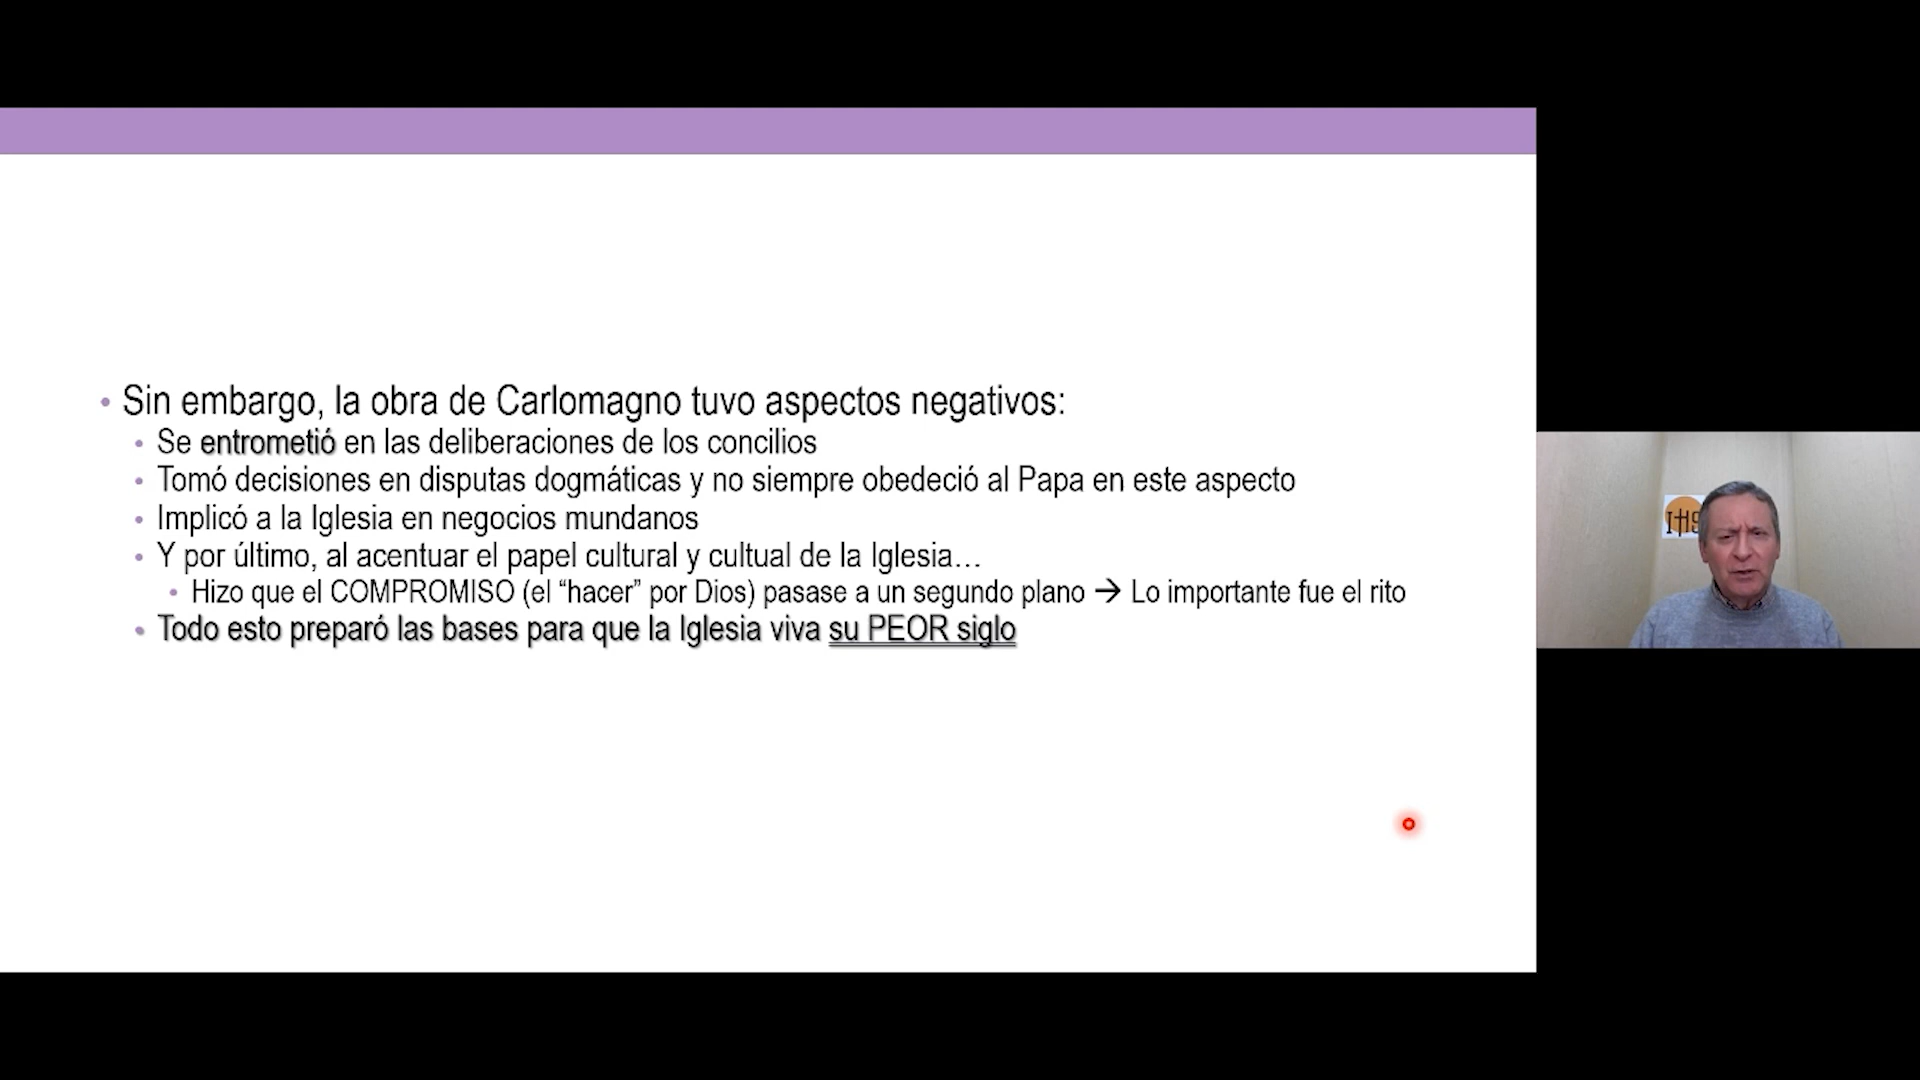 • Sin embargo, la obra de Carlomagno tuvo aspectos negativos:
• Se entrometió en las deliberaciones de los concilios
• Tomó decisiones en disputas dogmáticas y no siempre obedeció al Papa en este aspecto
• Implicó a la Iglesia en negocios mundanos
• Y por último, al acentuar el papel cultural y cultual de la Iglesia…
• Hizo que el COMPROMISO (el “hacer” por Dios) pasase a un segundo plano → Lo importante fue el rito
• Todo esto preparó las bases para que la Iglesia viva su PEOR siglo
IHS